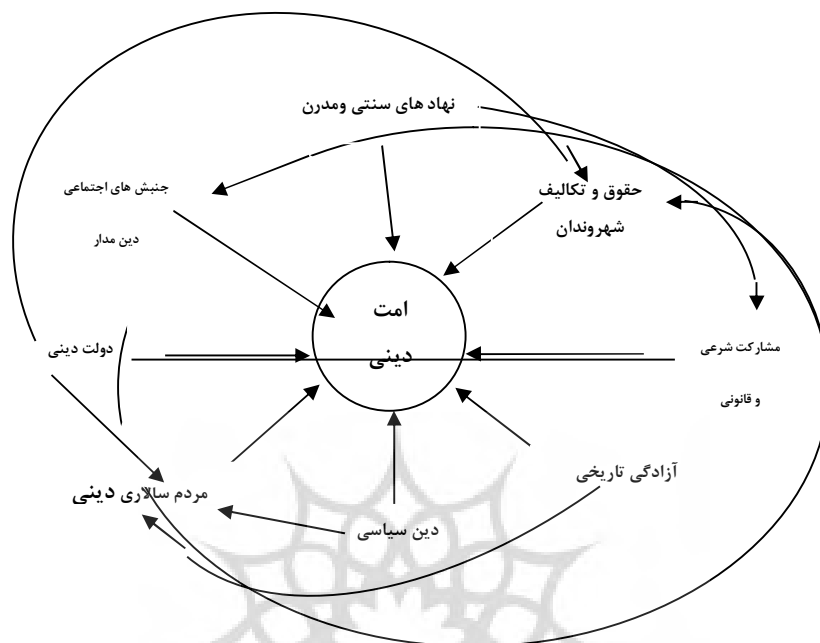 نهاد های سنتی ومدرن
حقوق و تکالیف
شهروندان
جنبش های اجتماعی
دین مدار
امت
دینی
دولت دینی
مشارکت شرعی
و قانونی
آزادگی تاریخی
مردم سالاری دینی
دین سیاسی